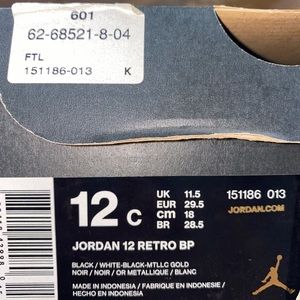 601
62-68521-8-04
FTL
151186-013 K
12 C
UK 11.5
EUR 29.5
cm 18
BR 28.5
151186 013
JORDAN.COM
JORDAN 12 RETRO BP
BLACK / WHITE-BLACK-MTLLC GOLD
NOIR / NOIR / OR METALLIQUE / BLANC
MADE IN INDONESIA / FABRIQUE EN INDONESIE /
HECHO EN INDONESIA